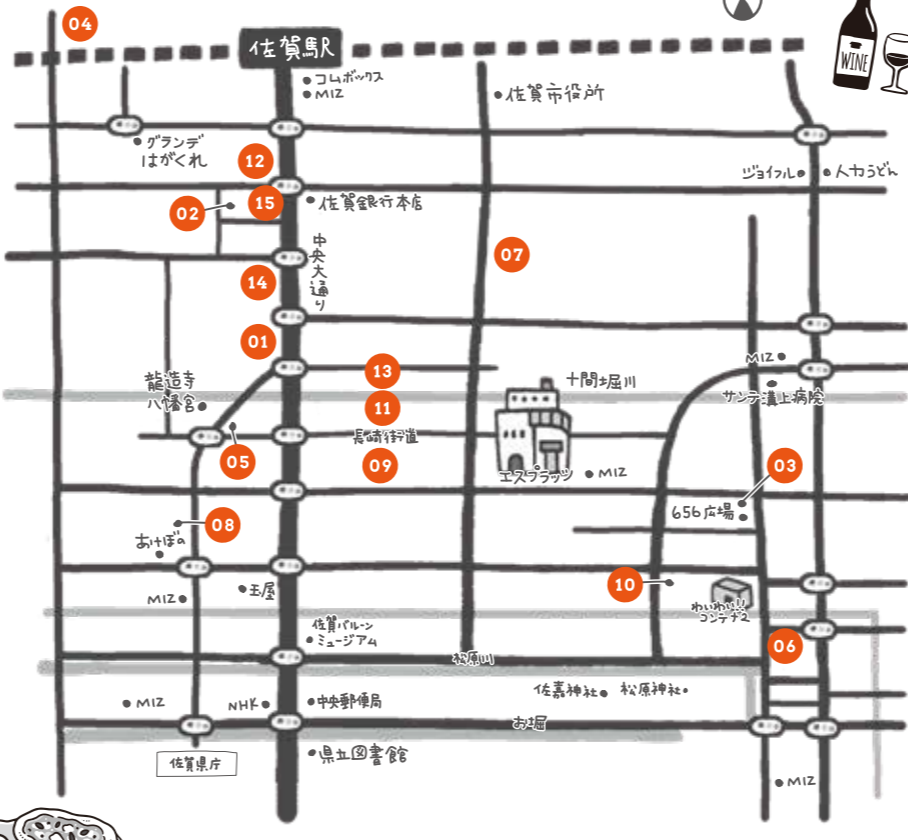 04
佐賀駅
WINE
コムボックス
MIZ
佐賀市役所
グランデ
はがくれ
12
ジョイフル
人力うどん
02
15
佐賀銀行本店
中央大通り
07
14
01
13
十間堀川
MIZ
サンテ溝上病院
龍造寺
八幡宮
11
長崎街道
05
09
エスプラッツ
MIZ
03
656広場
08
あけぼの
10
わいわい!!
コンテナ2
MIZ
玉屋
佐賀バルーン
ミュージアム
松原川
06
佐嘉神社
松原神社
MIZ
NHK
中央郵便局
お堀
佐賀県庁
県立図書館
MIZ